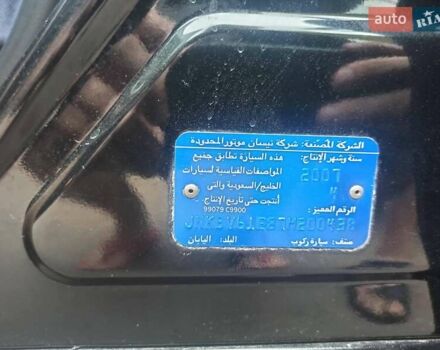 auto RIA
الشركة المصنعة: شركة نيسان موتور المحدودة
سنة وشهر الإنتاج: هذه السيارة تطابق جميع
2007 المواصفات القياسية لسيارات
الخليج/السعودية والتي
الرقم المميز: أنتجت حتى تاريخ الإنتاج
99079 C9900
صنف: سيارة ركوب البلد: اليابان